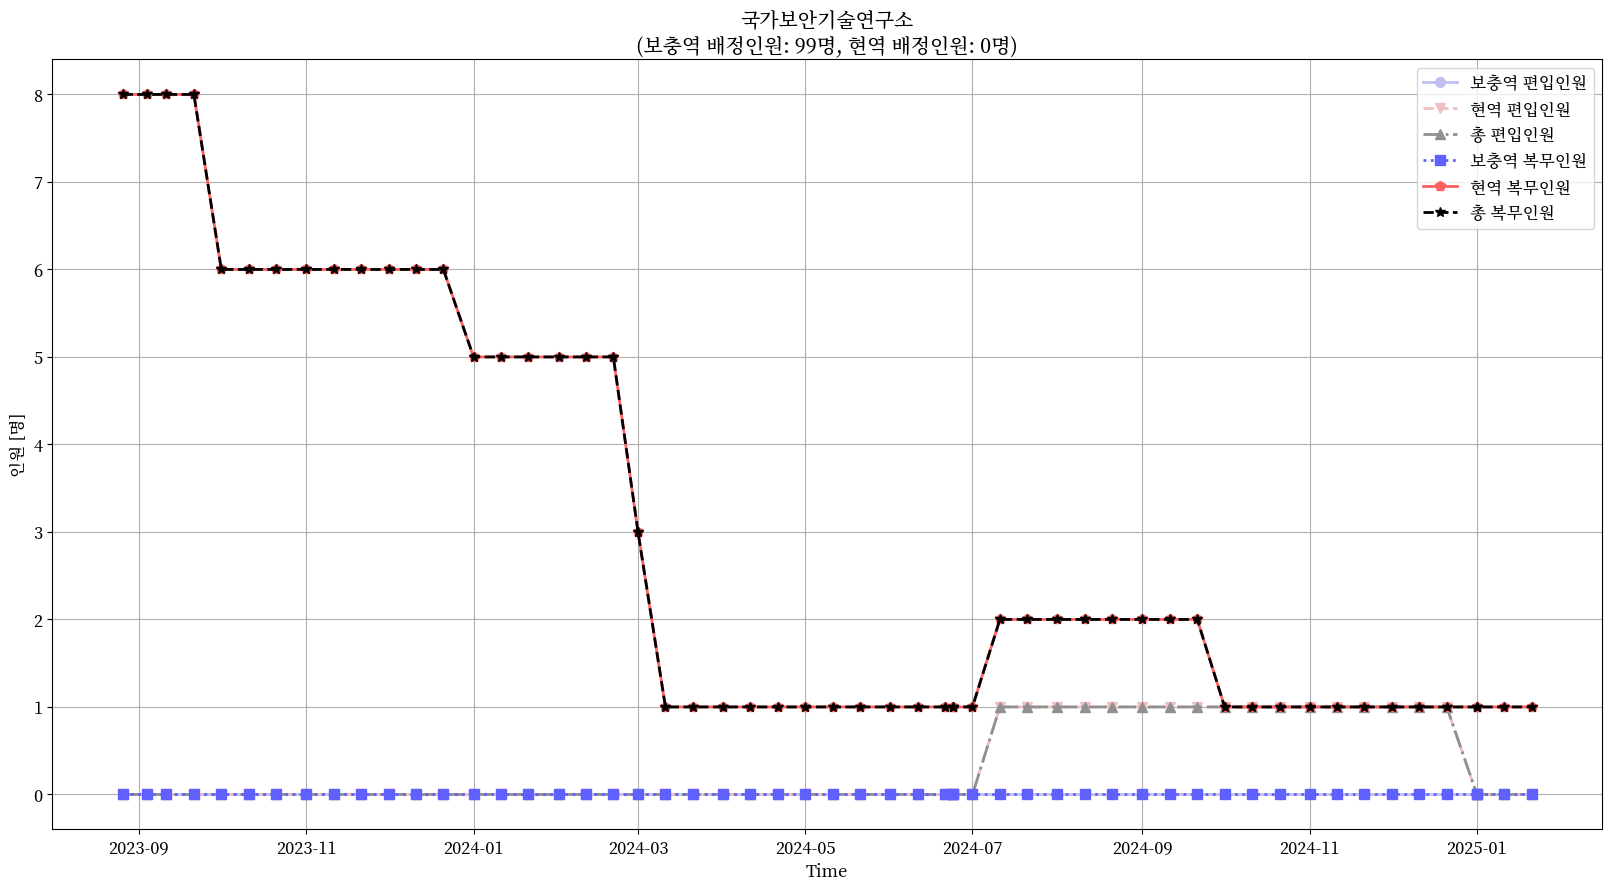 국가보안기술연구소
(보충역 배정인원: 99명, 현역 배정인원: 0명)
보충역 편입인원
현역 편입인원
총 편입인원
보충역 복무인원
현역 복무인원
총 복무인원
인원 [명]
8
7
6
5
4
3
2
1
0
2023-09
2023-11
2024-01
2024-03
2024-05
2024-07
2024-09
2024-11
2025-01
Time